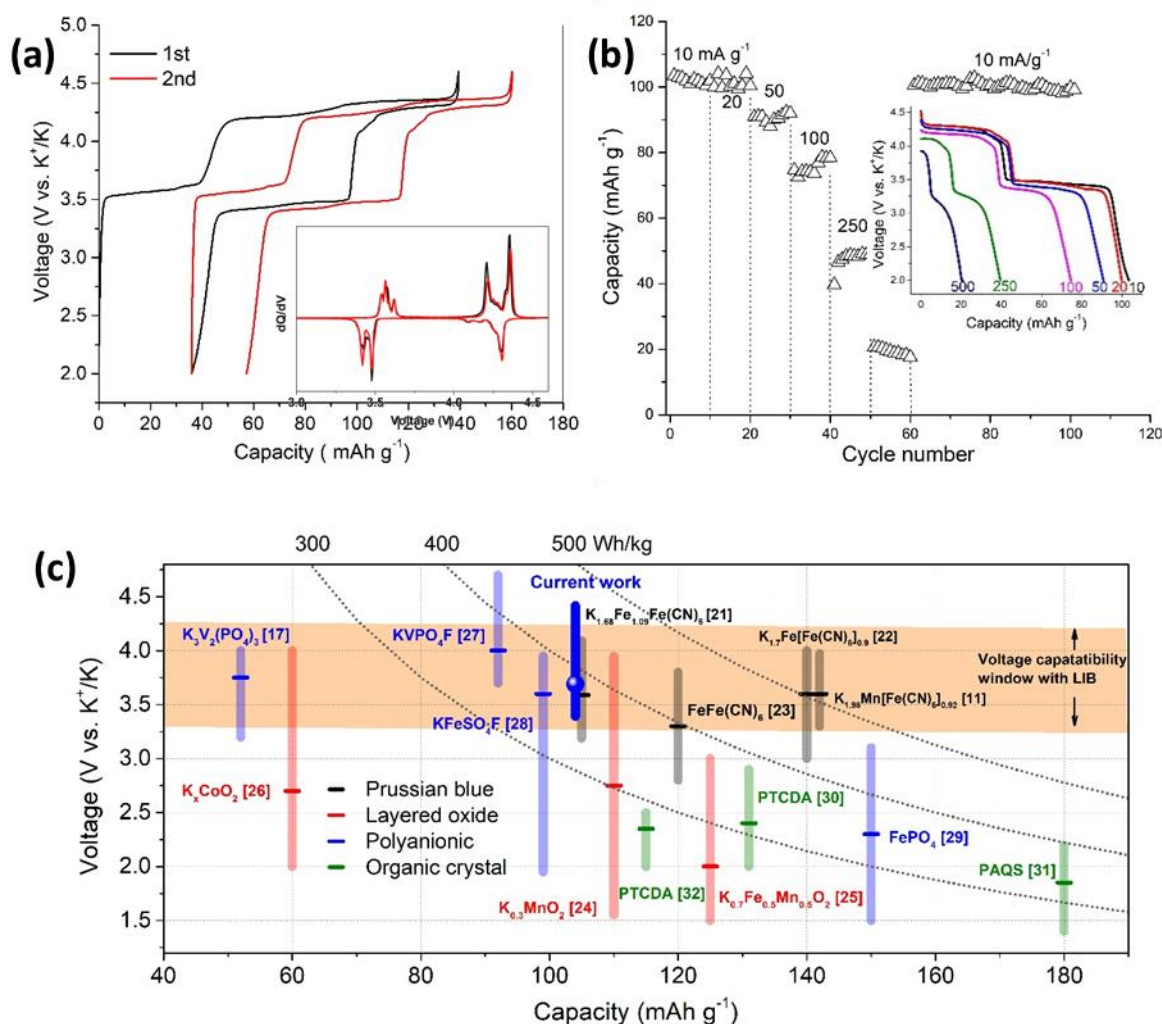 (a)
1st
2nd
Voltage (V vs. K⁺/K)
5.0
4.5
4.0
3.5
3.0
2.5
2.0
0 20 40 60 80 100 120 140 160 180
Capacity ( mAh g⁻¹)
dQ/dV
3.0 3.5 4.0 4.5
Voltage (V)
(b)
Capacity (mAh g⁻¹)
120
100
80
60
40
20
0
10 mA g⁻¹
20
50
100
250
10 mA/g⁻¹
0 20 40 60 80 100 120
Cycle number
Voltage (V vs. K⁺/K)
4.5
4.0
3.5
3.0
2.5
2.0
500 250 100 50 20 10
0 20 40 60 80 100
Capacity (mAh g⁻¹)
(c)
300 400 500 Wh/kg
Voltage (V vs. K⁺/K)
4.5
4.0
3.5
3.0
2.5
2.0
1.5
Current work
K₃V₂(PO₄)₃ [17]
KVPO₄F [27]
K₁.₆₈Fe₁.₀₉Fe(CN)₆ [21]
K₁.₇Fe[Fe(CN)₆]₀.₉ [22]
Voltage capatatibility
window with LIB
KFeSO₄F [28]
FeFe(CN)₆ [23]
K₁.₈₈Mn[Fe(CN)₆]₀.₉₂ [11]
KₓCoO₂ [26]
Prussian blue
Layered oxide
Polyanionic
Organic crystal
PTCDA [30]
FePO₄ [29]
PTCDA [32]
K₀.₇Fe₀.₅Mn₀.₅O₂ [25]
PAQS [31]
K₀.₃MnO₂ [24]
40 60 80 100 120 140 160 180
Capacity (mAh g⁻¹)